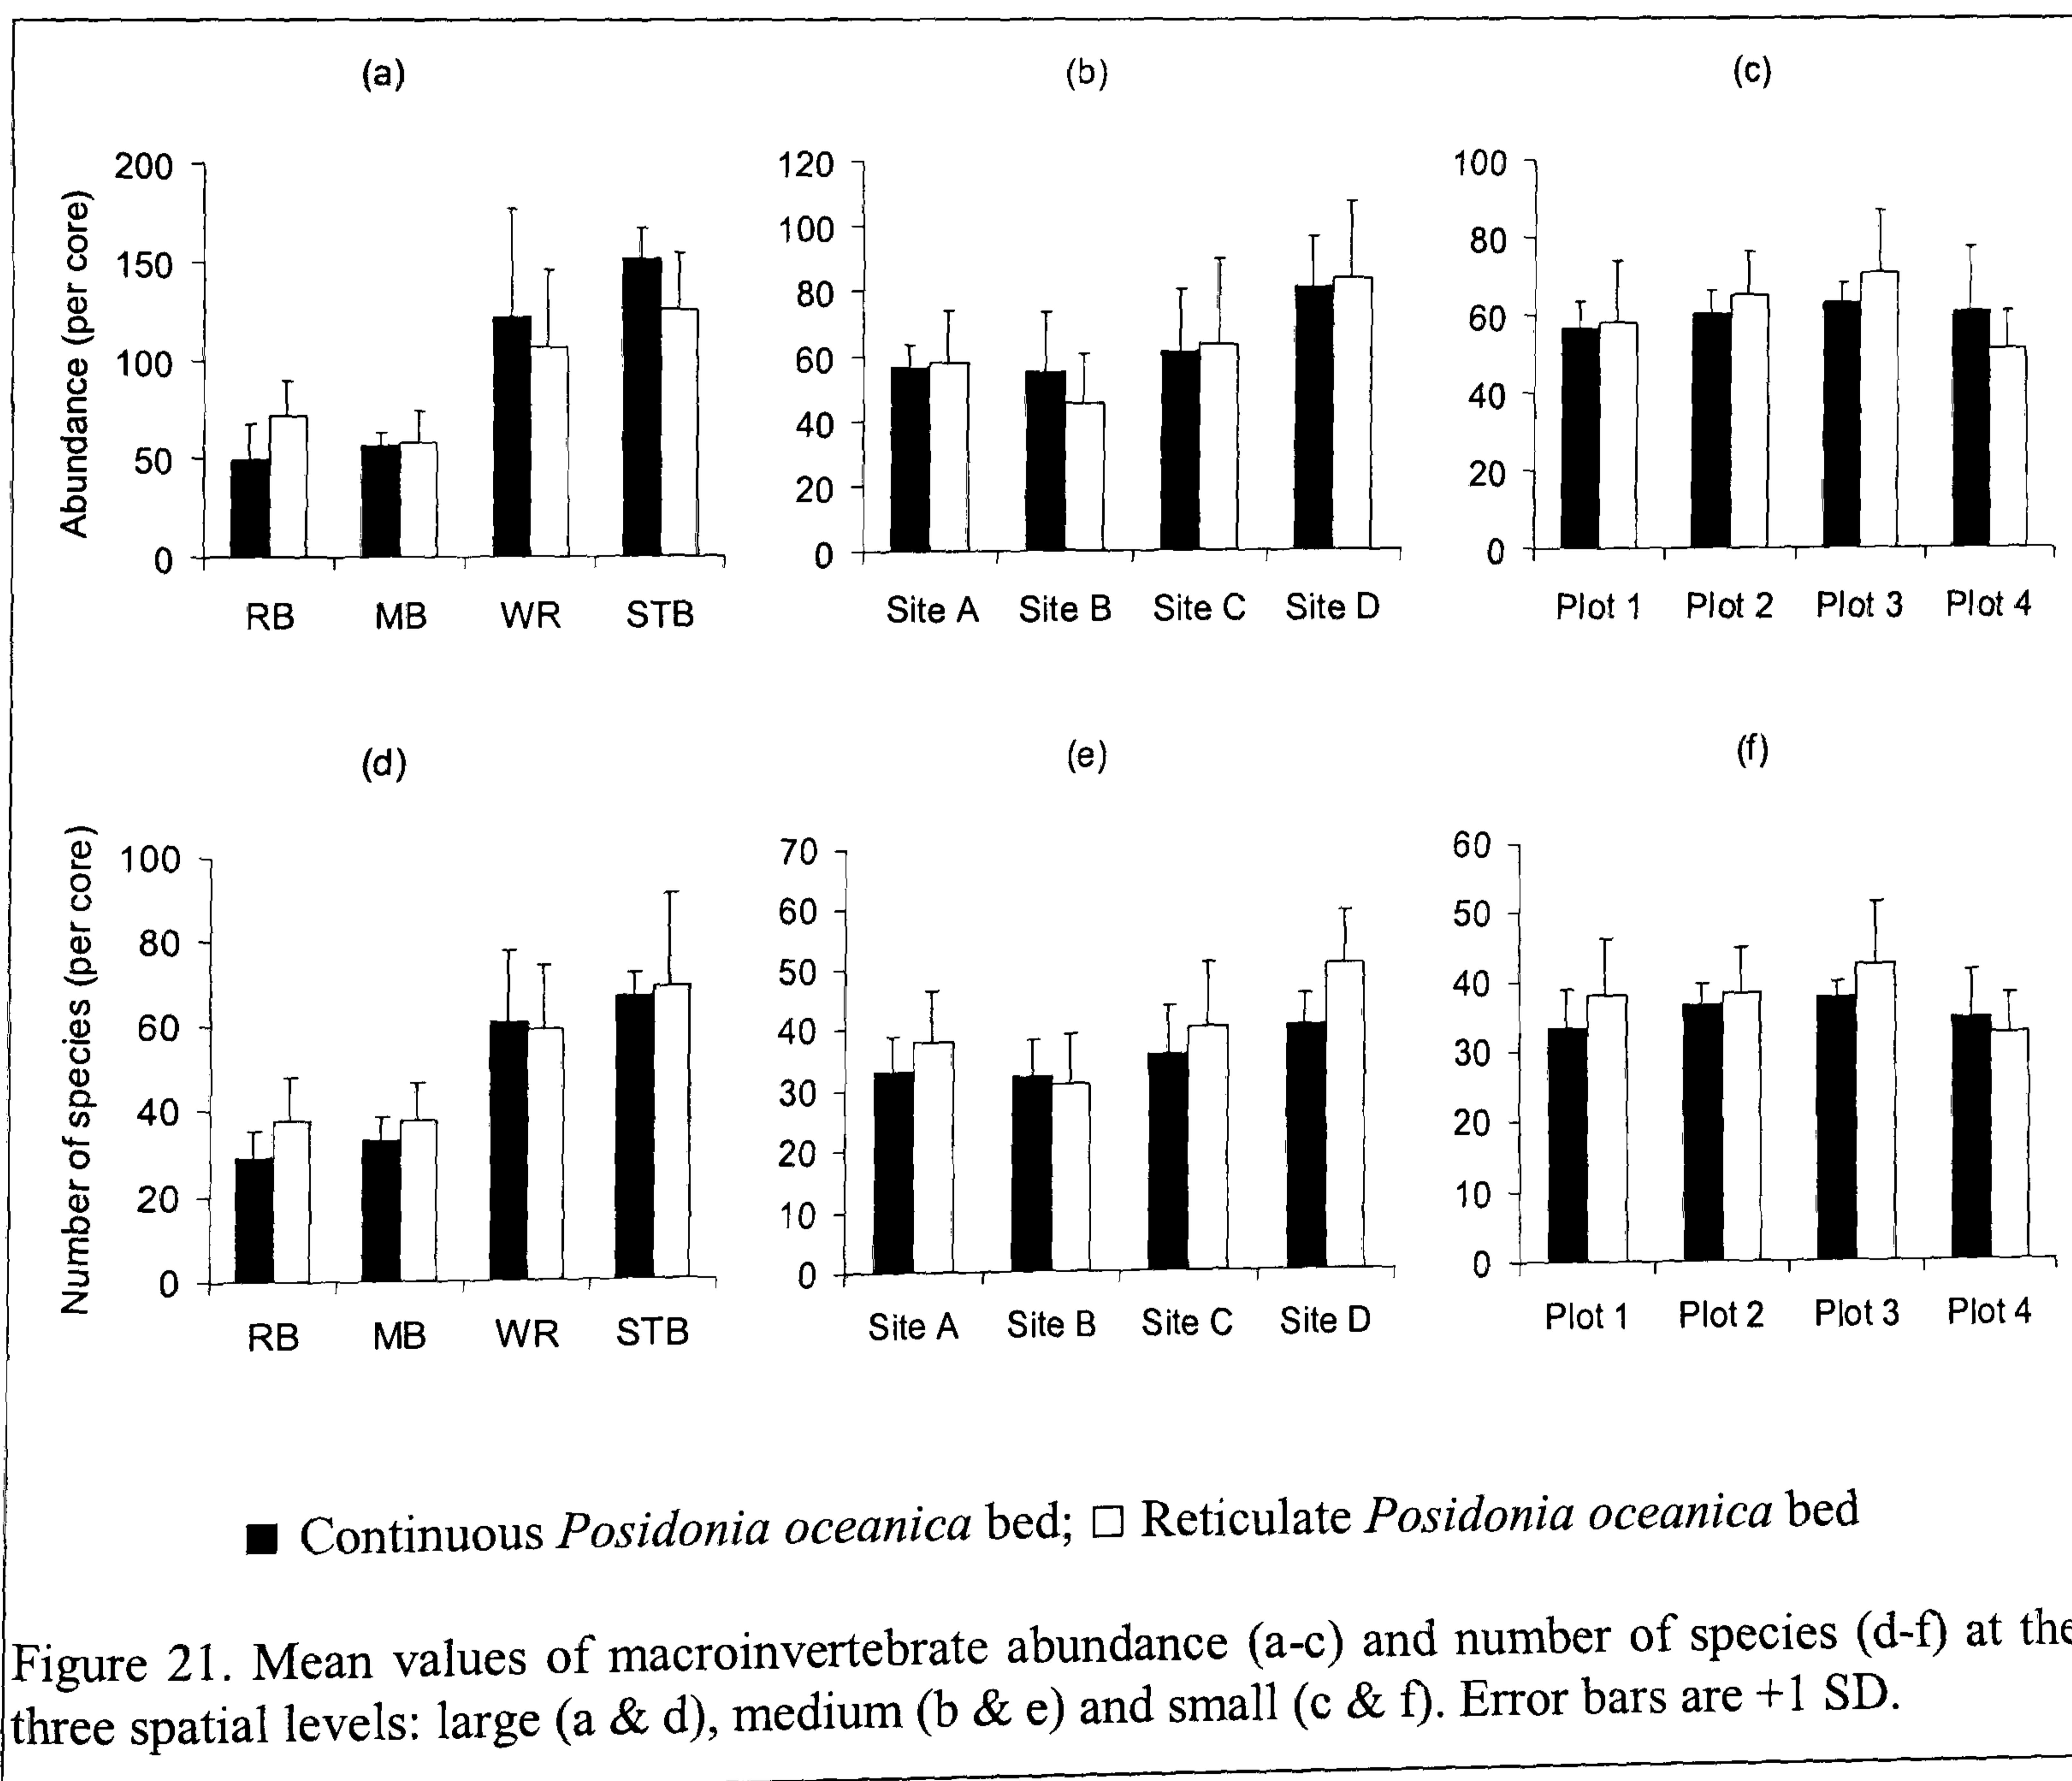 (a)
(b)
(c)
Abundance (per core)
200
150
100
50
0
RB MB WR STB
120
100
80
60
40
20
0
Site A Site B Site C Site D
100
80
60
40
20
0
Plot 1 Plot 2 Plot 3 Plot 4
(d)
(e)
(f)
Number of species (per core)
100
80
60
40
20
0
RB MB WR STB
70
60
50
40
30
20
10
0
Site A Site B Site C Site D
60
50
40
30
20
10
0
Plot 1 Plot 2 Plot 3 Plot 4
Continuous Posidonia oceanica bed; Reticulate Posidonia oceanica bed
Figure 21. Mean values of macroinvertebrate abundance (a-c) and number of species (d-f) at the
three spatial levels: large (a & d), medium (b & e) and small (c & f). Error bars are +1 SD.